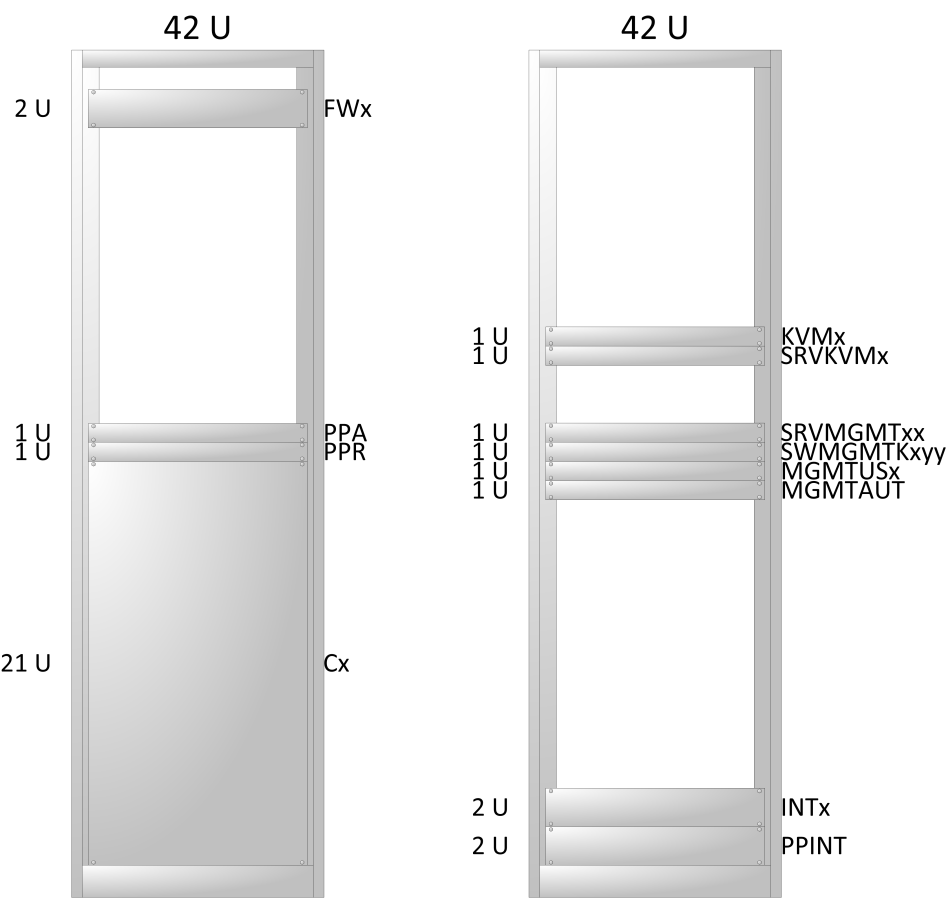 42 U
2 U FWx
1 U PPA
1 U PPR
21 U Cx
42 U
1 U KVMx
1 U SRVKVMx
1 U SRVMGMTxx
1 U SWMGMTKxyy
1 U MGMTUSx
1 U MGMTAUT
2 U INTx
2 U PPINT